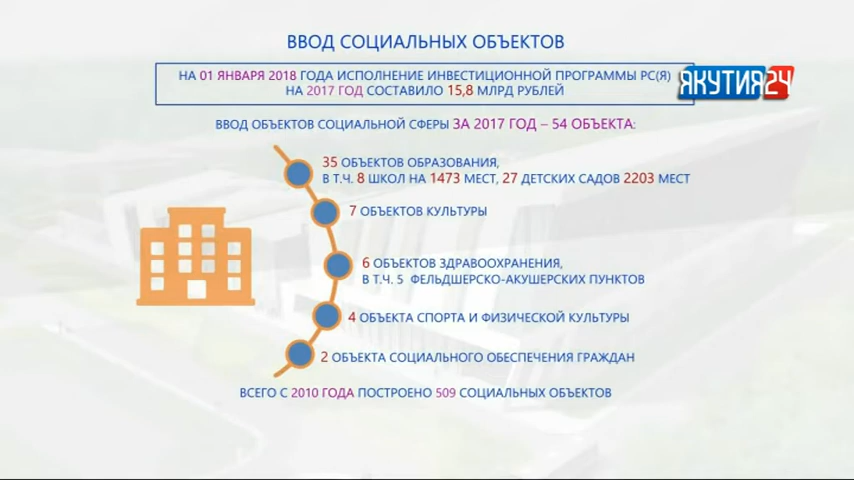 ВВОД СОЦИАЛЬНЫХ ОБЪЕКТОВ
НА 01 ЯНВАРЯ 2018 ГОДА ИСПОЛНЕНИЕ ИНВЕСТИЦИОННОЙ ПРОГРАММЫ РС(Я)
НА 2017 ГОД СОСТАВИЛО 15,8 МЛРД РУБЛЕЙ
ЯКУТИЯ24
ВВОД ОБЪЕКТОВ СОЦИАЛЬНОЙ СФЕРЫ ЗА 2017 ГОД – 54 ОБЪЕКТА:
35 ОБЪЕКТОВ ОБРАЗОВАНИЯ,
В Т.Ч. 8 ШКОЛ НА 1473 МЕСТ, 27 ДЕТСКИХ САДОВ 2203 МЕСТ
7 ОБЪЕКТОВ КУЛЬТУРЫ
6 ОБЪЕКТОВ ЗДРАВООХРАНЕНИЯ,
В Т.Ч. 5 ФЕЛЬДШЕРСКО-АКУШЕРСКИХ ПУНКТОВ
4 ОБЪЕКТА СПОРТА И ФИЗИЧЕСКОЙ КУЛЬТУРЫ
2 ОБЪЕКТА СОЦИАЛЬНОГО ОБЕСПЕЧЕНИЯ ГРАЖДАН
ВСЕГО С 2010 ГОДА ПОСТРОЕНО 509 СОЦИАЛЬНЫХ ОБЪЕКТОВ